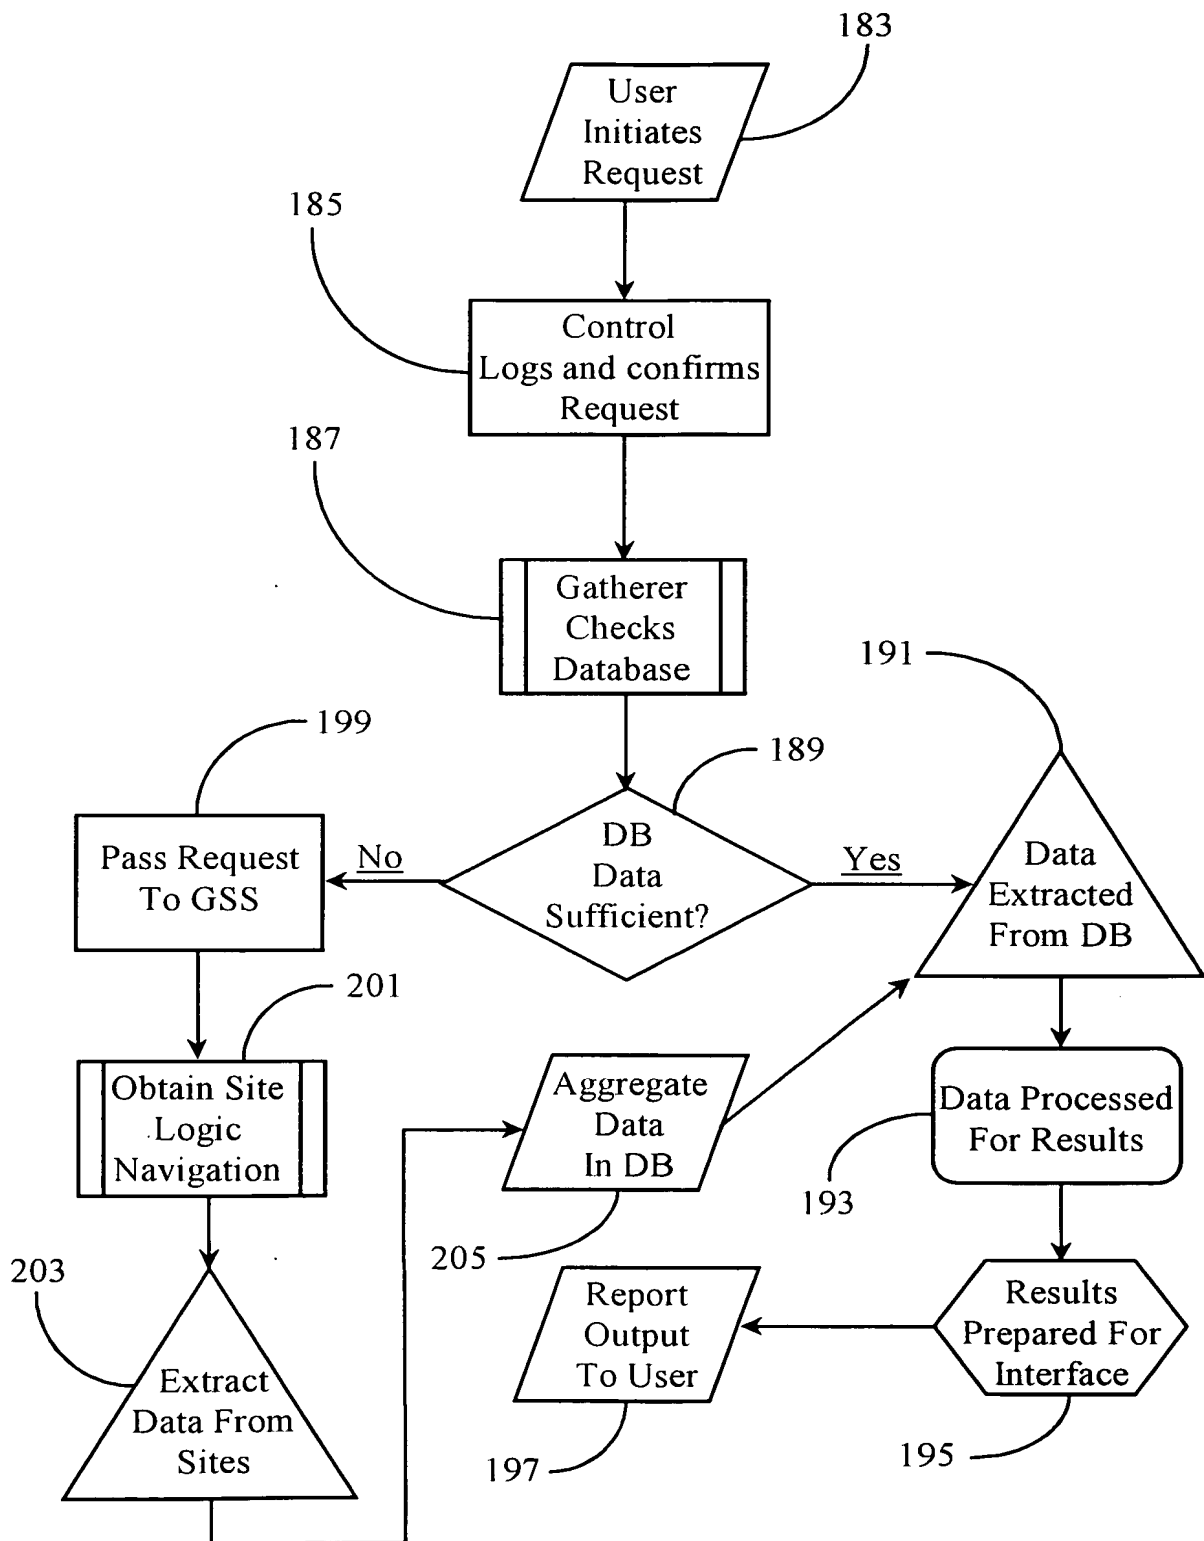 183
User
Initiates
Request
185
Control
Logs and confirms
Request
187
Gatherer
Checks
Database
191
199
189
Pass Request
To GSS
No
DB
Data
Sufficient?
Yes
Data
Extracted
From DB
201
Obtain Site
Logic
Navigation
Aggregate
Data
In DB
205
Data Processed
For Results
193
203
Extract
Data From
Sites
Report
Output
To User
197
Results
Prepared For
Interface
195